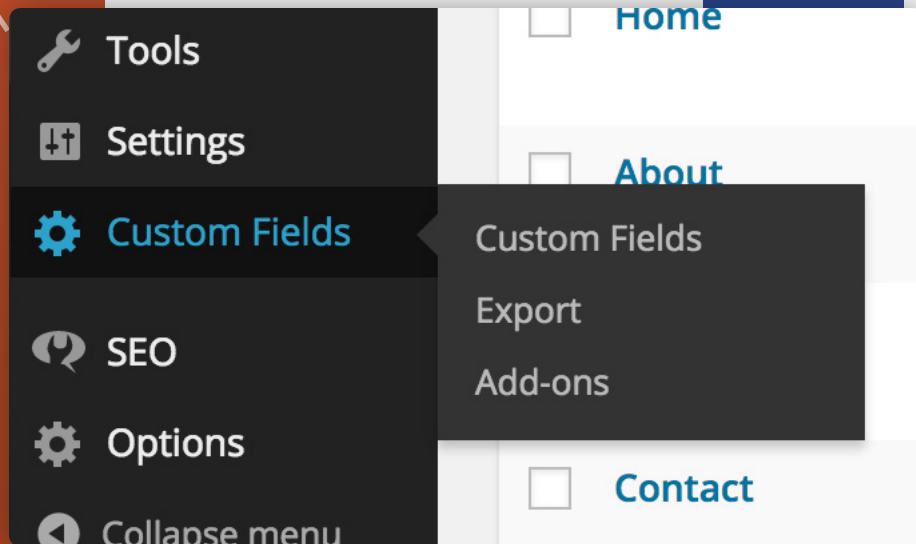 Tools
Settings
Custom Fields
SEO
Options
Collapse menu
Custom Fields
Export
Add-ons
Home
About
Contact